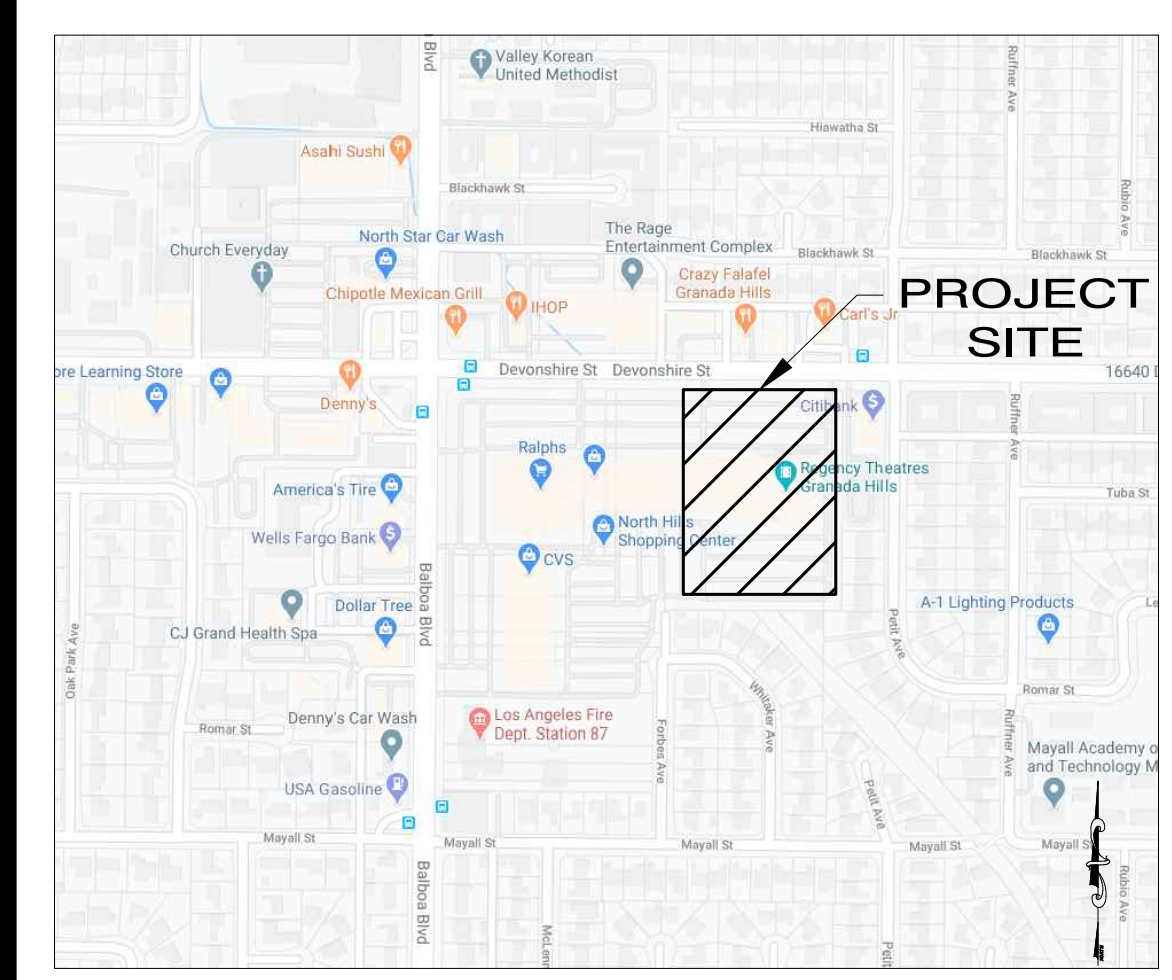 Blvd
Valley Korean
United Methodist
Ruffner Ave
Hiawatha St
Asahi Sushi
Blackhawk St
Rubio Ave
Church Everyday
North Star Car Wash
The Rage
Entertainment Complex
Blackhawk St
Blackhawk St
Chipotle Mexican Grill
IHOP
Crazy Falafel
Granada Hills
Carl's Jr
PROJECT
SITE
ore Learning Store
Devonshire St
Devonshire St
16640 D
Denny's
Citibank
Ruffner Ave
Ralphs
Regency Theatres
Granada Hills
America's Tire
Tuba St
Wells Fargo Bank
North Hills
Shopping Center
CVS
Balboa Blvd
Dollar Tree
A-1 Lighting Products
Le
CJ Grand Health Spa
Petit Ave
Oak Park Ave
Whitaker Ave
Romar St
Denny's Car Wash
Los Angeles Fire
Dept. Station 87
Romar St
Forbes Ave
Ruffner Ave
Mayall Academy o
and Technology M
USA Gasoline
Petit Ave
Mayall St
Mayall St
Mayall St
Mayall St
Mayall S
Balboa Blvd
Rubio Ave
McLenn
Petit